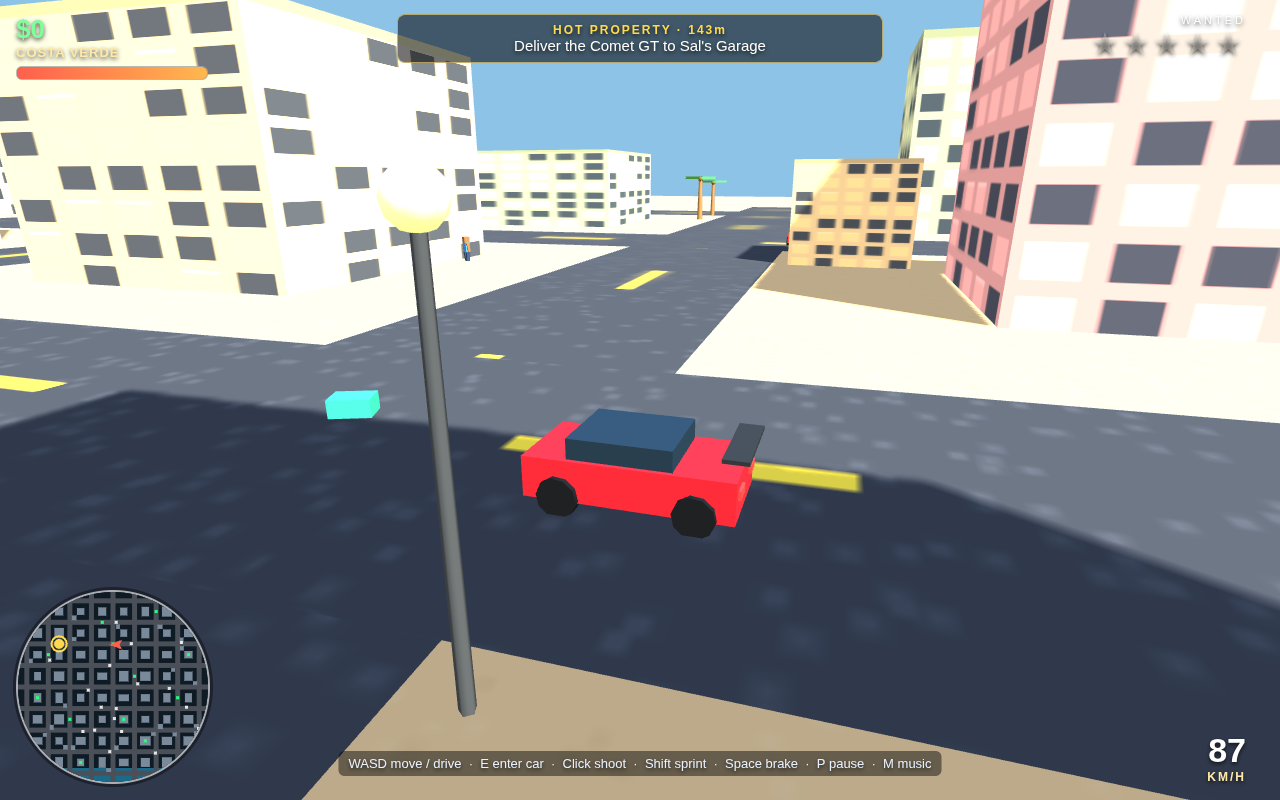 $0
COSTA VERDE
HOT PROPERTY · 143m
Deliver the Comet GT to Sal's Garage
WANTED
WASD move / drive · E enter car · Click shoot · Shift sprint · Space brake · P pause · M music
87
KM/H